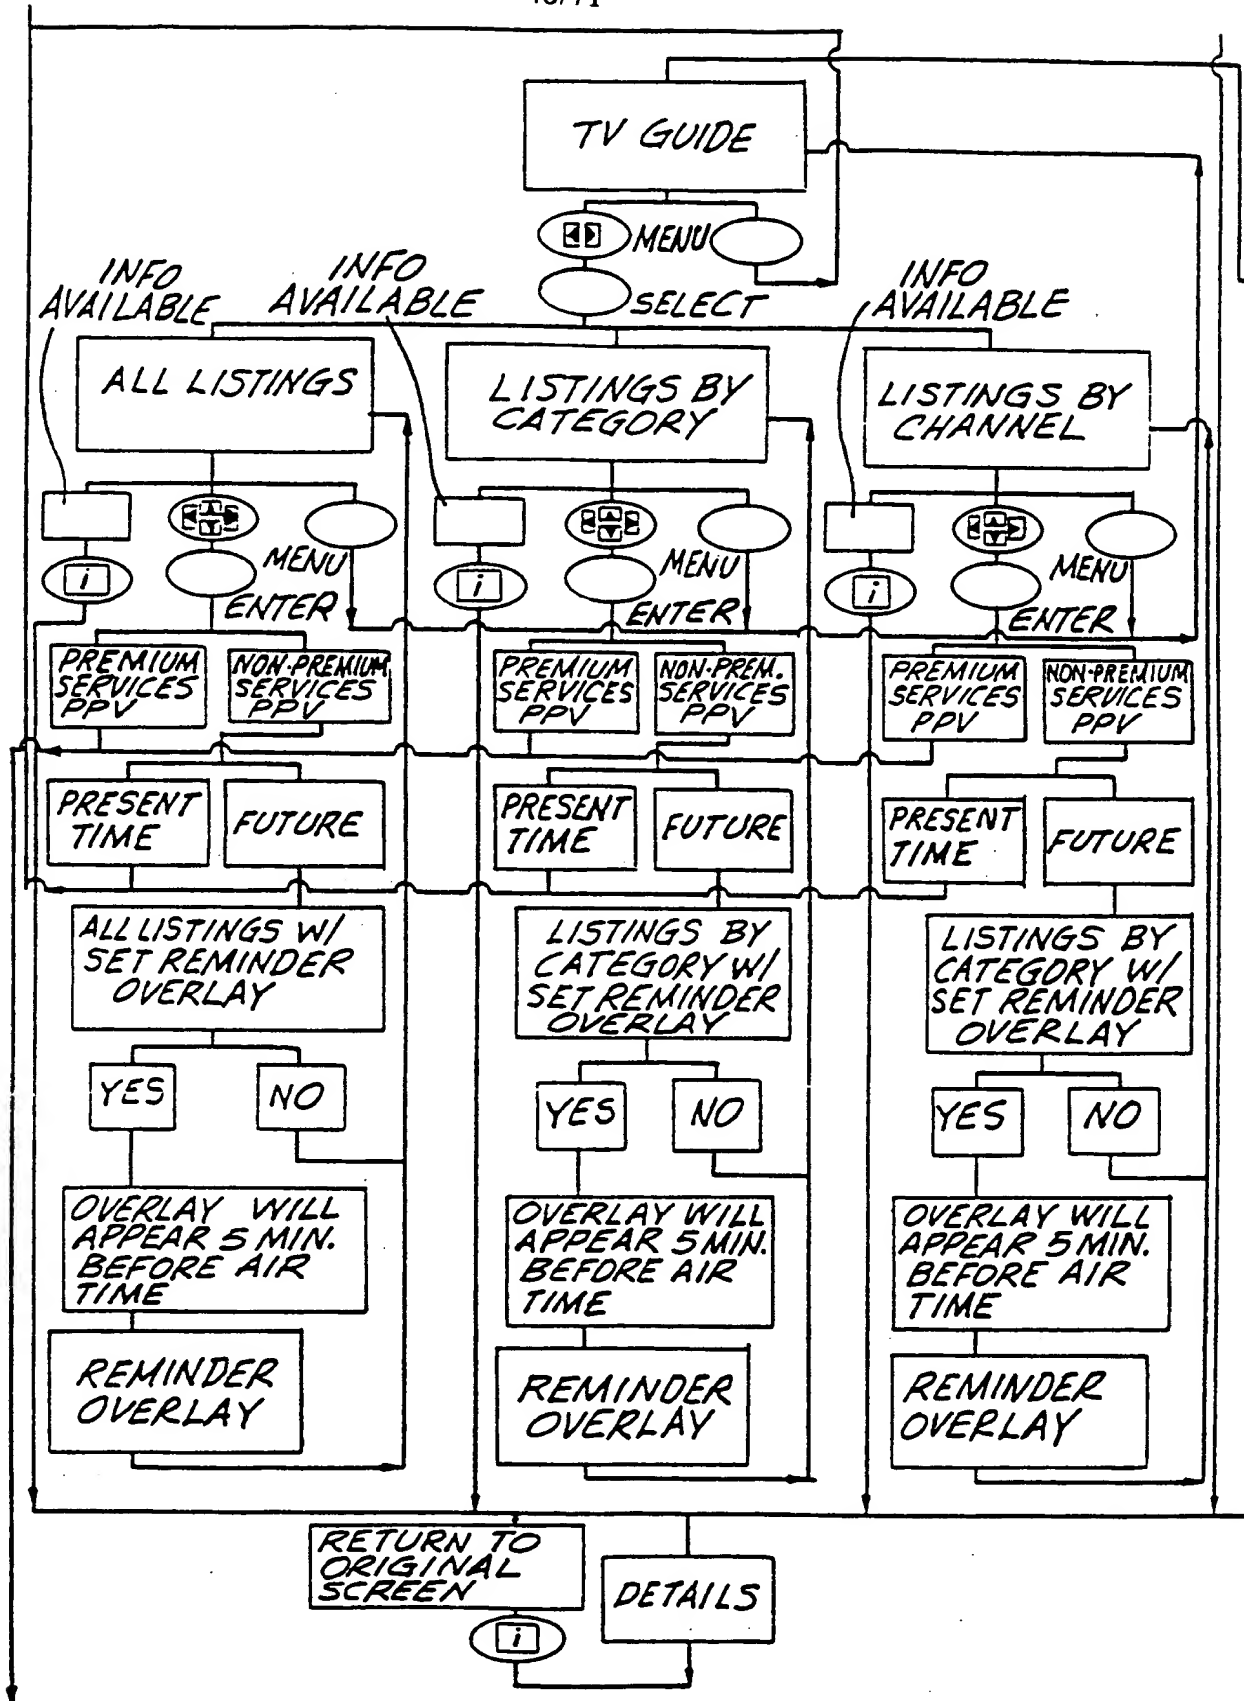 TV GUIDE
MENU
SELECT
INFO
AVAILABLE
INFO
AVAILABLE
INFO
AVAILABLE
ALL LISTINGS
LISTINGS BY
CATEGORY
LISTINGS BY
CHANNEL
i
MENU
ENTER
i
MENU
ENTER
i
MENU
ENTER
PREMIUM
SERVICES
PPV
NON-PREMIUM
SERVICES
PPV
PREMIUM
SERVICES
PPV
NON-PREM.
SERVICES
PPV
PREMIUM
SERVICES
PPV
NON-PREMIUM
SERVICES
PPV
PRESENT
TIME
FUTURE
PRESENT
TIME
FUTURE
PRESENT
TIME
FUTURE
ALL LISTINGS W/
SET REMINDER
OVERLAY
LISTINGS BY
CATEGORY W/
SET REMINDER
OVERLAY
LISTINGS BY
CATEGORY W/
SET REMINDER
OVERLAY
YES
NO
YES
NO
YES
NO
OVERLAY WILL
APPEAR 5 MIN.
BEFORE AIR
TIME
OVERLAY WILL
APPEAR 5 MIN.
BEFORE AIR
TIME
OVERLAY WILL
APPEAR 5 MIN.
BEFORE AIR
TIME
REMINDER
OVERLAY
REMINDER
OVERLAY
REMINDER
OVERLAY
RETURN TO
ORIGINAL
SCREEN
DETAILS
i